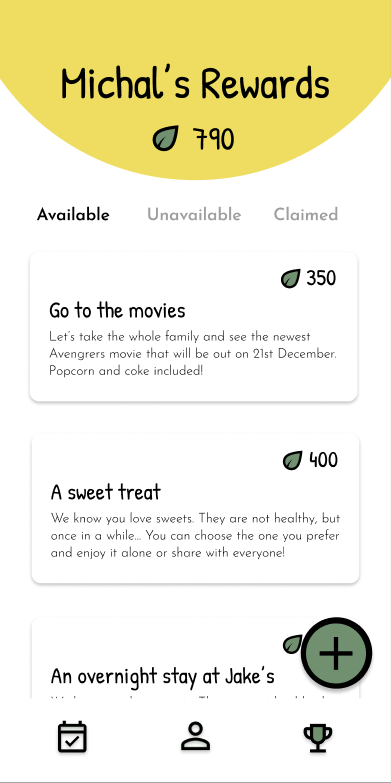 Michal's Rewards
790
Available Unavailable Claimed
350
Go to the movies
Let's take the whole family and see the newest
Avengrers movie that will be out on 21st December.
Popcorn and coke included!
400
A sweet treat
We know you love sweets. They are not healthy, but
once in a while... You can choose the one you prefer
and enjoy it alone or share with everyone!
An overnight stay at Jake's